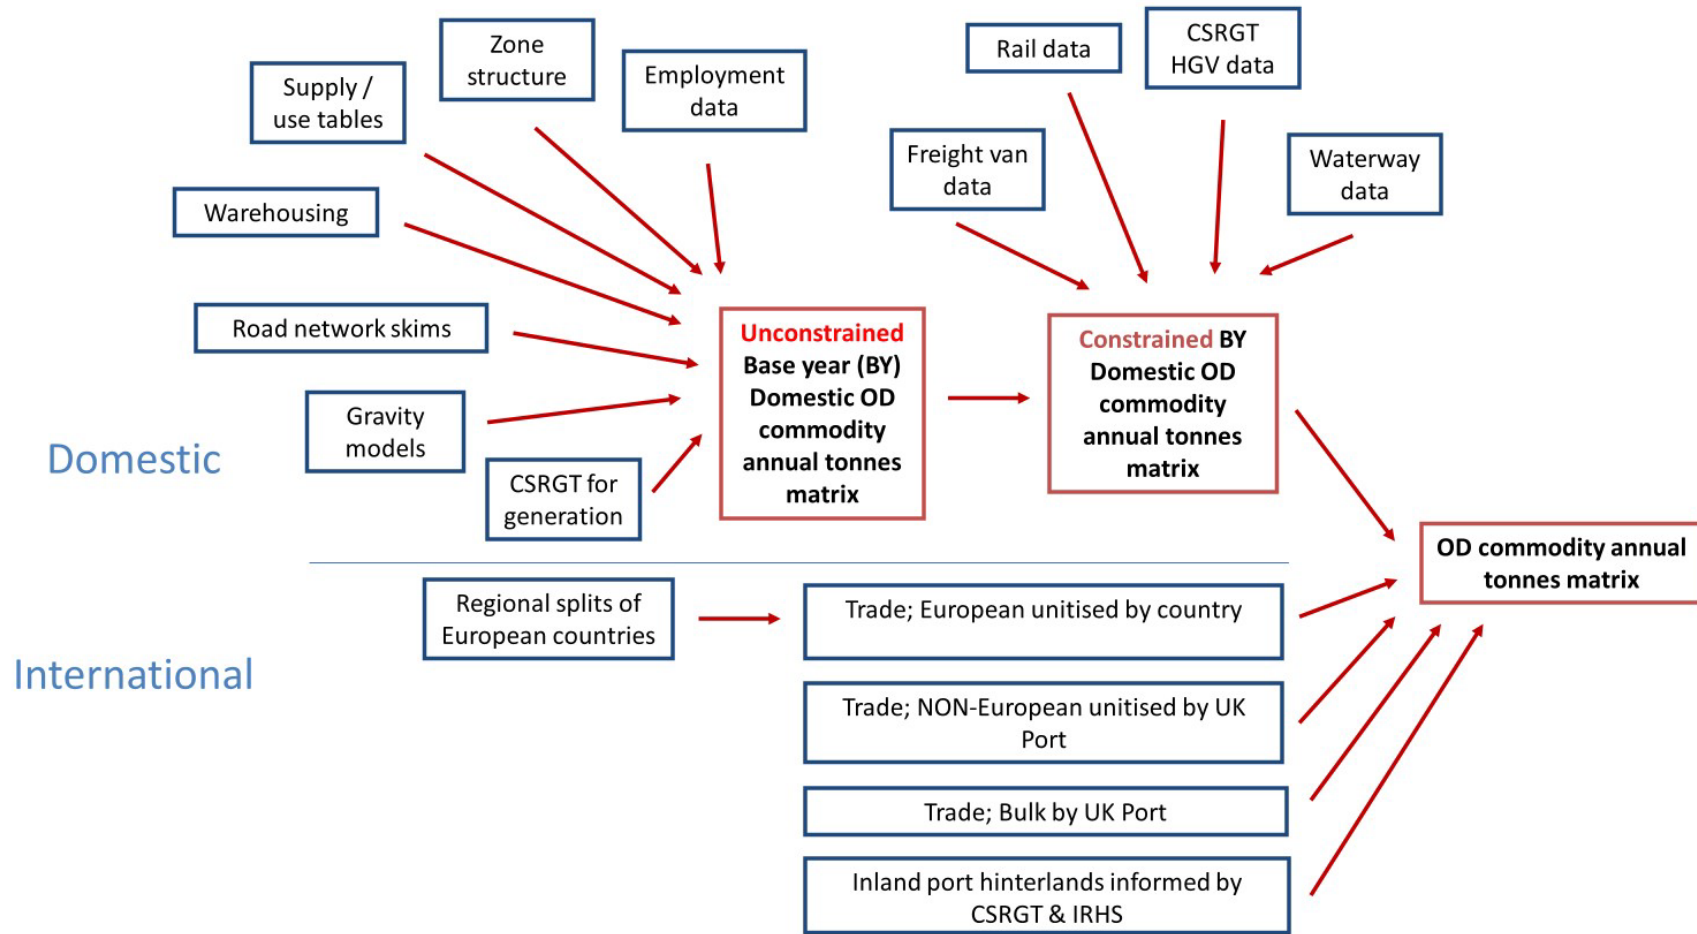 Zone
structure
Supply /
use tables
Employment
data
Warehousing
Road network skims
Gravity
models
CSRGT for
generation
Rail data
CSRGT
HGV data
Freight van
data
Waterway
data
Unconstrained
Base year (BY)
Domestic OD
commodity
annual tonnes
matrix
Constrained BY
Domestic OD
commodity
annual tonnes
matrix
Domestic
OD commodity annual
tonnes matrix
International
Regional splits of
European countries
Trade; European unitised by country
Trade; NON-European unitised by UK
Port
Trade; Bulk by UK Port
Inland port hinterlands informed by
CSRGT & IRHS